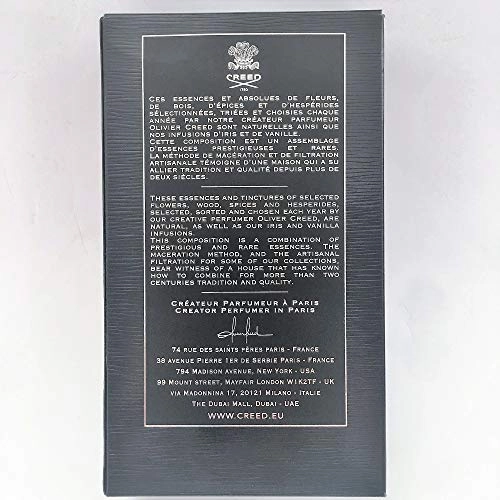 CREED
1760
CES ESSENCES ET ABSOLUES DE FLEURS,
DE BOIS, D'ÉPICES ET D'HESPÉRIDES
SÉLECTIONNÉES, TRIÉES ET CHOISIES CHAQUE
ANNÉE PAR NOTRE CRÉATEUR PARFUMEUR
OLIVIER CREED SONT NATURELLES AINSI QUE
NOS INFUSIONS D'IRIS ET DE VANILLE.
CETTE COMPOSITION EST UN ASSEMBLAGE
D'ESSENCES PRESTIGIEUSES ET RARES.
LA MÉTHODE DE MACÉRATION ET DE FILTRATION
ARTISANALE TÉMOIGNE D'UNE MAISON QUI A SU
ALLIER TRADITION ET QUALITÉ DEPUIS PLUS DE
DEUX SIÈCLES.
THESE ESSENCES AND TINCTURES OF SELECTED
FLOWERS, WOOD, SPICES AND HESPERIDES,
SELECTED, SORTED AND CHOSEN EACH YEAR BY
OUR CREATIVE PERFUMER OLIVER CREED, ARE
NATURAL, AS WELL AS OUR IRIS AND VANILLA
INFUSIONS.
THIS COMPOSITION IS A COMBINATION OF
PRESTIGIOUS AND RARE ESSENCES. THE
MACERATION METHOD, AND THE ARTISANAL
FILTRATION FOR SOME OF OUR COLLECTIONS,
BEAR WITNESS OF A HOUSE THAT HAS KNOWN
HOW TO COMBINE FOR MORE THAN TWO
CENTURIES TRADITION AND QUALITY.
CRÉATEUR PARFUMEUR À PARIS
CREATOR PERFUMER IN PARIS
74 RUE DES SAINTS PÈRES PARIS - FRANCE
38 AVENUE PIERRE 1ER DE SERBIE PARIS - FRANCE
794 MADISON AVENUE, NEW YORK - USA
99 MOUNT STREET, MAYFAIR LONDON W1K2TF - UK
VIA MADONNINA 17, 20121 MILANO - ITALIE
THE DUBAI MALL, DUBAI - UAE
WWW.CREED.EU